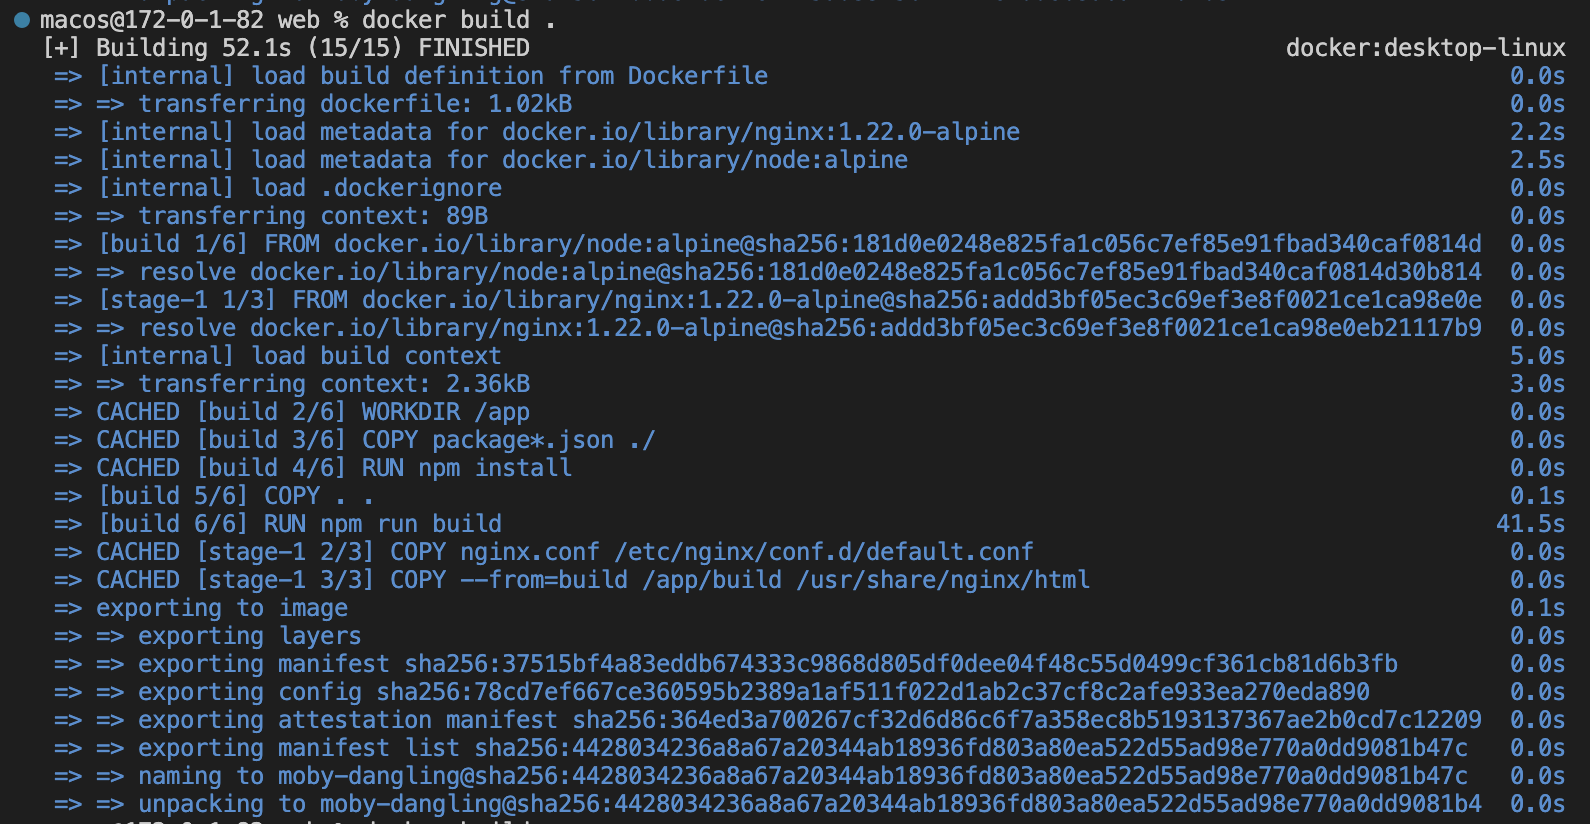 macos@172-0-1-82 web % docker build .
[+] Building 52.1s (15/15) FINISHED docker:desktop-linux
=> [internal] load build definition from Dockerfile 0.0s
=> => transferring dockerfile: 1.02kB 0.0s
=> [internal] load metadata for docker.io/library/nginx:1.22.0-alpine 2.2s
=> [internal] load metadata for docker.io/library/node:alpine 2.5s
=> [internal] load .dockerignore 0.0s
=> => transferring context: 89B 0.0s
=> [build 1/6] FROM docker.io/library/node:alpine@sha256:181d0e0248e825fa1c056c7ef85e91fbad340caf0814d 0.0s
=> => resolve docker.io/library/node:alpine@sha256:181d0e0248e825fa1c056c7ef85e91fbad340caf0814d30b814 0.0s
=> [stage-1 1/3] FROM docker.io/library/nginx:1.22.0-alpine@sha256:addd3bf05ec3c69ef3e8f0021ce1ca98e0e 0.0s
=> => resolve docker.io/library/nginx:1.22.0-alpine@sha256:addd3bf05ec3c69ef3e8f0021ce1ca98e0eb21117b9 0.0s
=> [internal] load build context 5.0s
=> => transferring context: 2.36kB 3.0s
=> CACHED [build 2/6] WORKDIR /app 0.0s
=> CACHED [build 3/6] COPY package*.json ./ 0.0s
=> CACHED [build 4/6] RUN npm install 0.0s
=> [build 5/6] COPY . . 0.1s
=> [build 6/6] RUN npm run build 41.5s
=> CACHED [stage-1 2/3] COPY nginx.conf /etc/nginx/conf.d/default.conf 0.0s
=> CACHED [stage-1 3/3] COPY --from=build /app/build /usr/share/nginx/html 0.0s
=> exporting to image 0.1s
=> => exporting layers 0.0s
=> => exporting manifest sha256:37515bf4a83eddb674333c9868d805df0dee04f48c55d0499cf361cb81d6b3fb 0.0s
=> => exporting config sha256:78cd7ef667ce360595b2389a1af511f022d1ab2c37cf8c2afe933ea270eda890 0.0s
=> => exporting attestation manifest sha256:364ed3a700267cf32d6d86c6f7a358ec8b5193137367ae2b0cd7c12209 0.0s
=> => exporting manifest list sha256:4428034236a8a67a20344ab18936fd803a80ea522d55ad98e770a0dd9081b47c 0.0s
=> => naming to moby-dangling@sha256:4428034236a8a67a20344ab18936fd803a80ea522d55ad98e770a0dd9081b47c 0.0s
=> => unpacking to moby-dangling@sha256:4428034236a8a67a20344ab18936fd803a80ea522d55ad98e770a0dd9081b4 0.0s